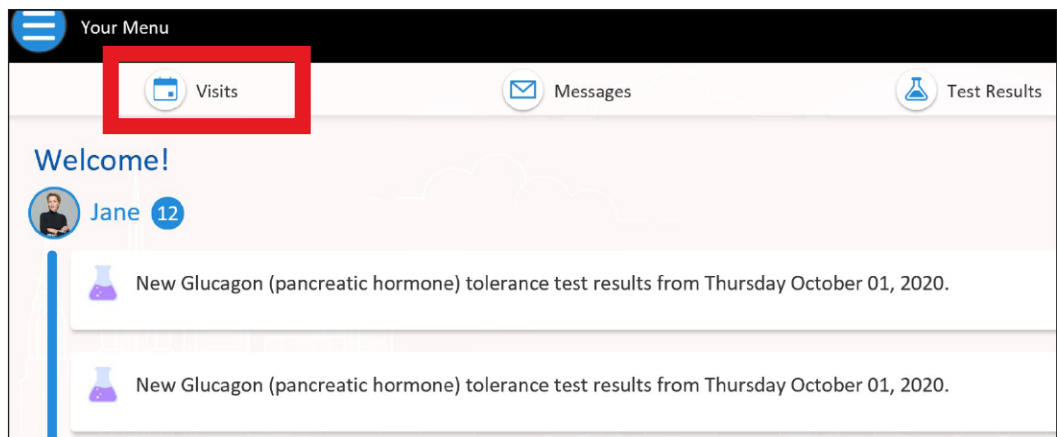 Your Menu
Visits
Messages
Test Results
Welcome!
Jane 12
New Glucagon (pancreatic hormone) tolerance test results from Thursday October 01, 2020.
New Glucagon (pancreatic hormone) tolerance test results from Thursday October 01, 2020.